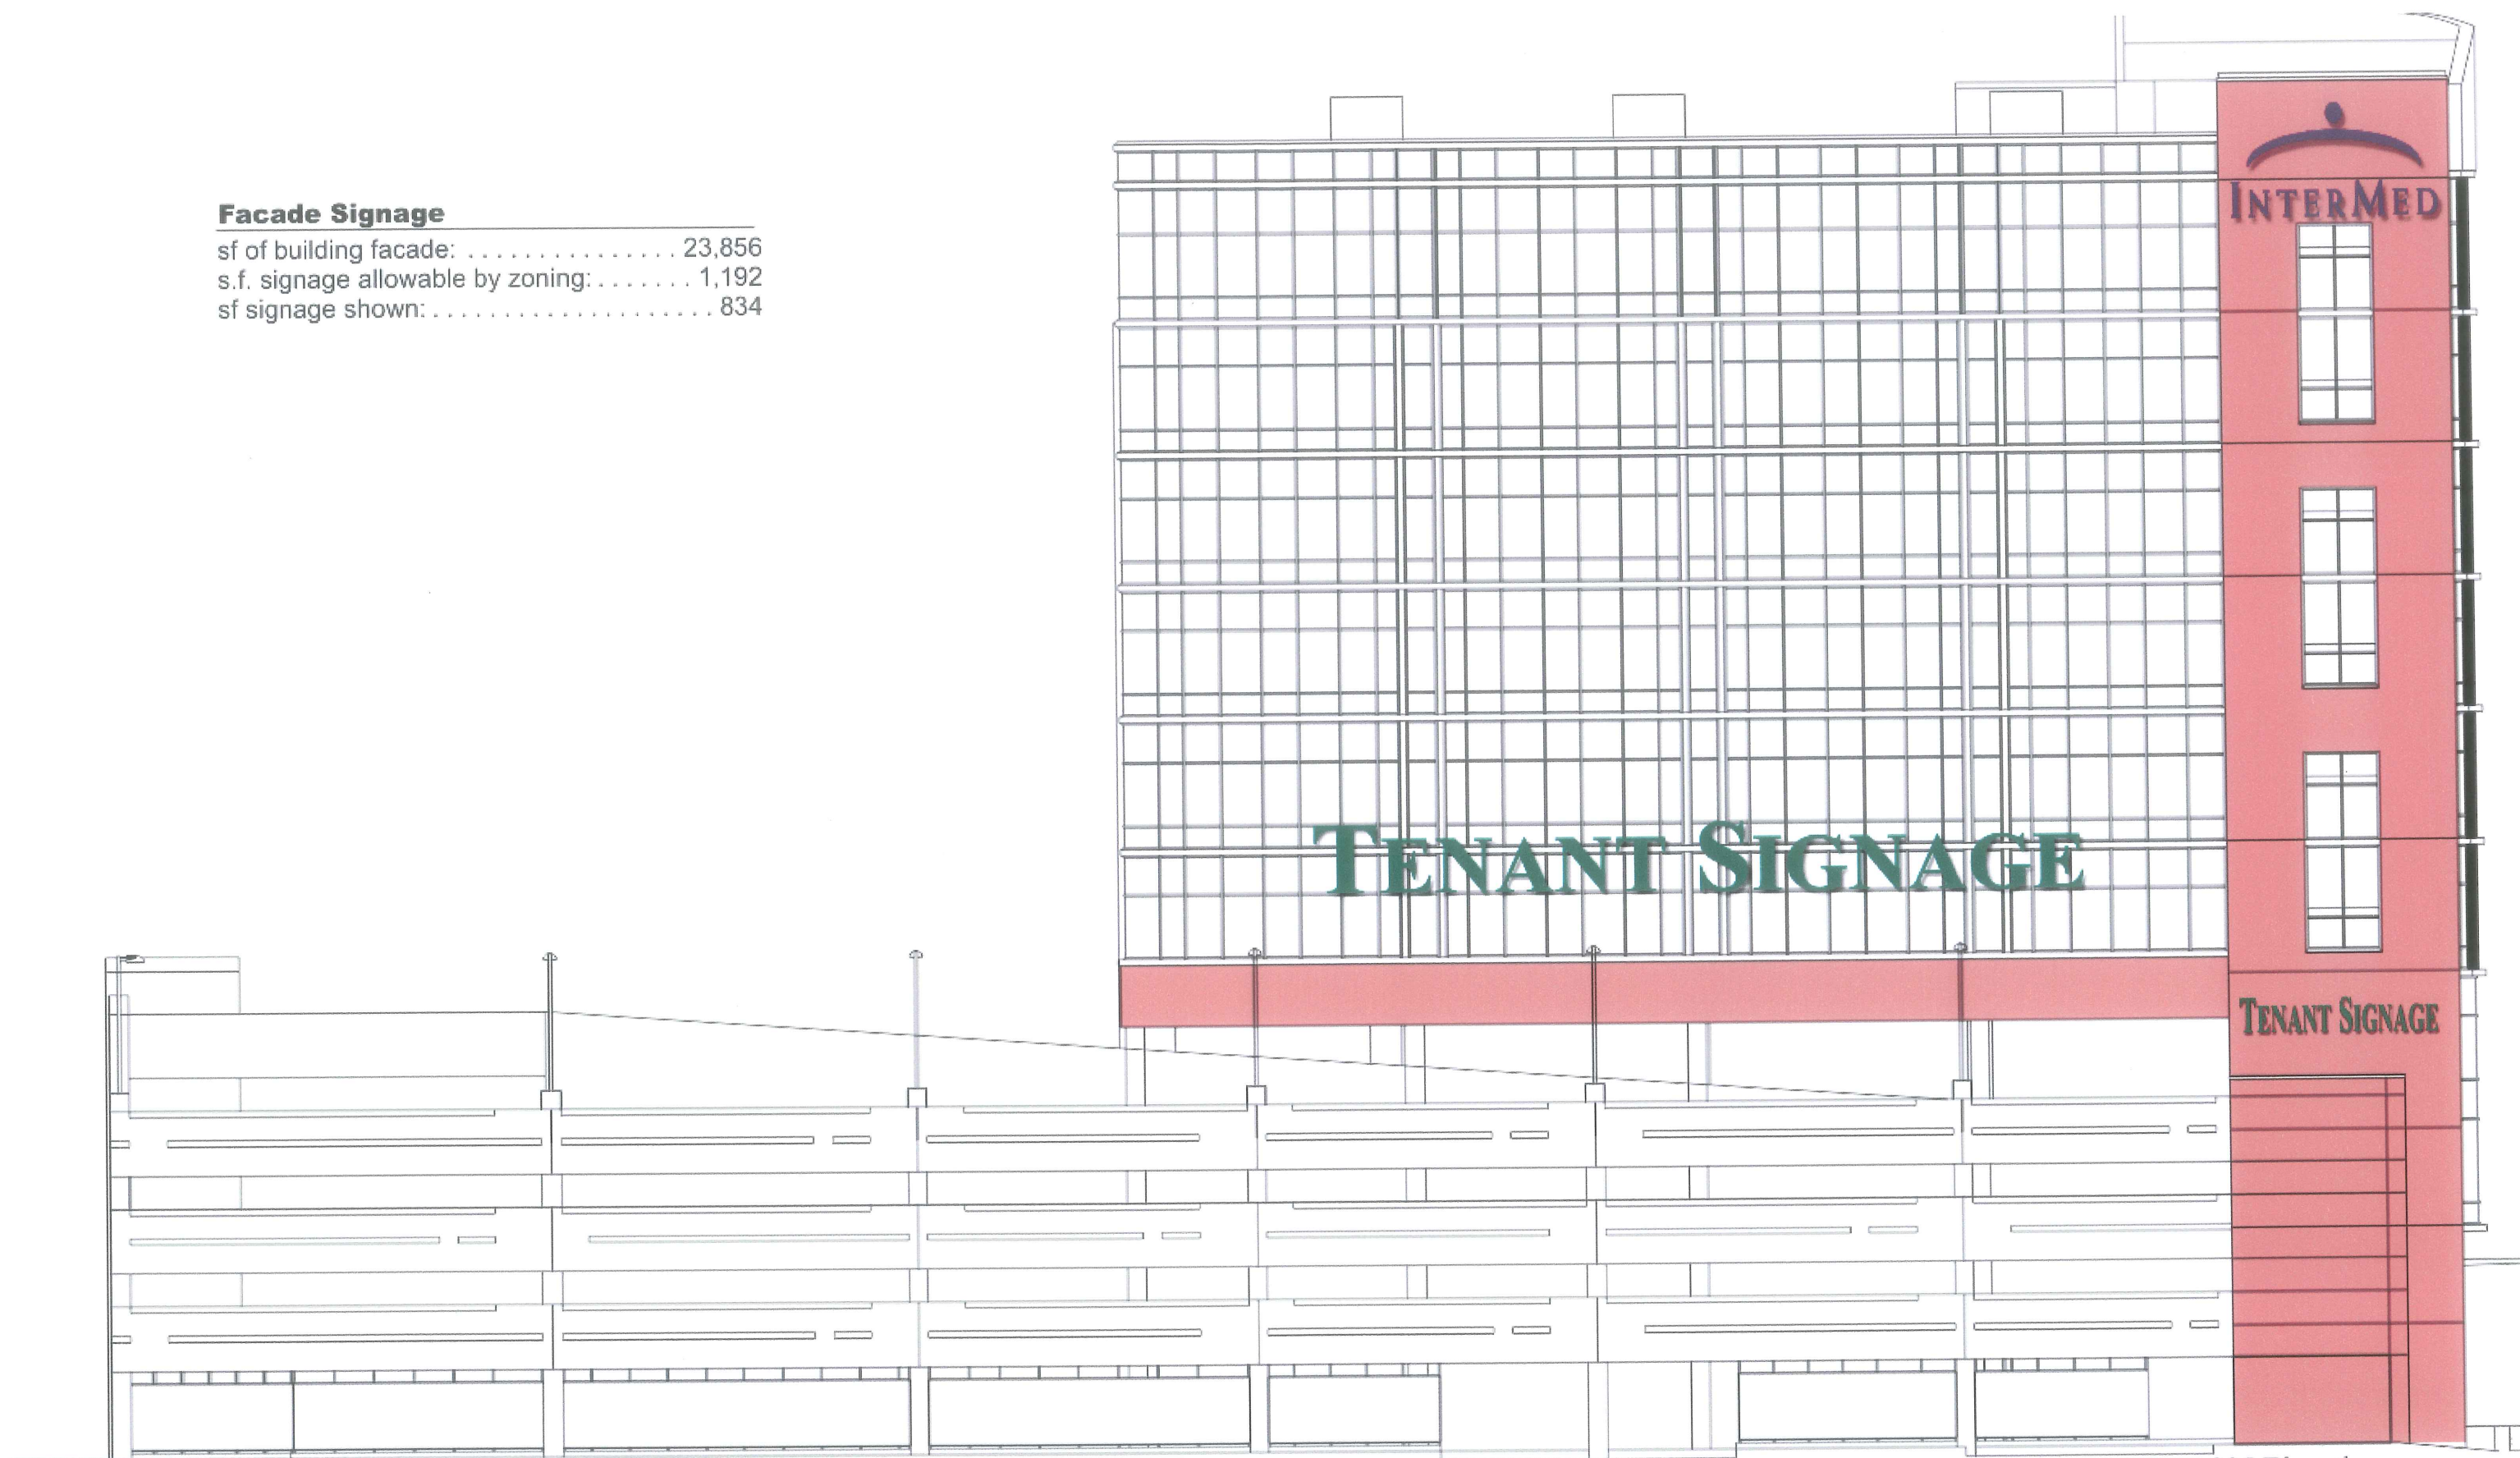 Facade Signage
sf of building facade: . . . . . . . . . . . . . . . 23,856
s.f. signage allowable by zoning: . . . . . . . 1,192
sf signage shown: . . . . . . . . . . . . . . . . . . . . 834
INTERMED
TENANT SIGNAGE
TENANT SIGNAGE